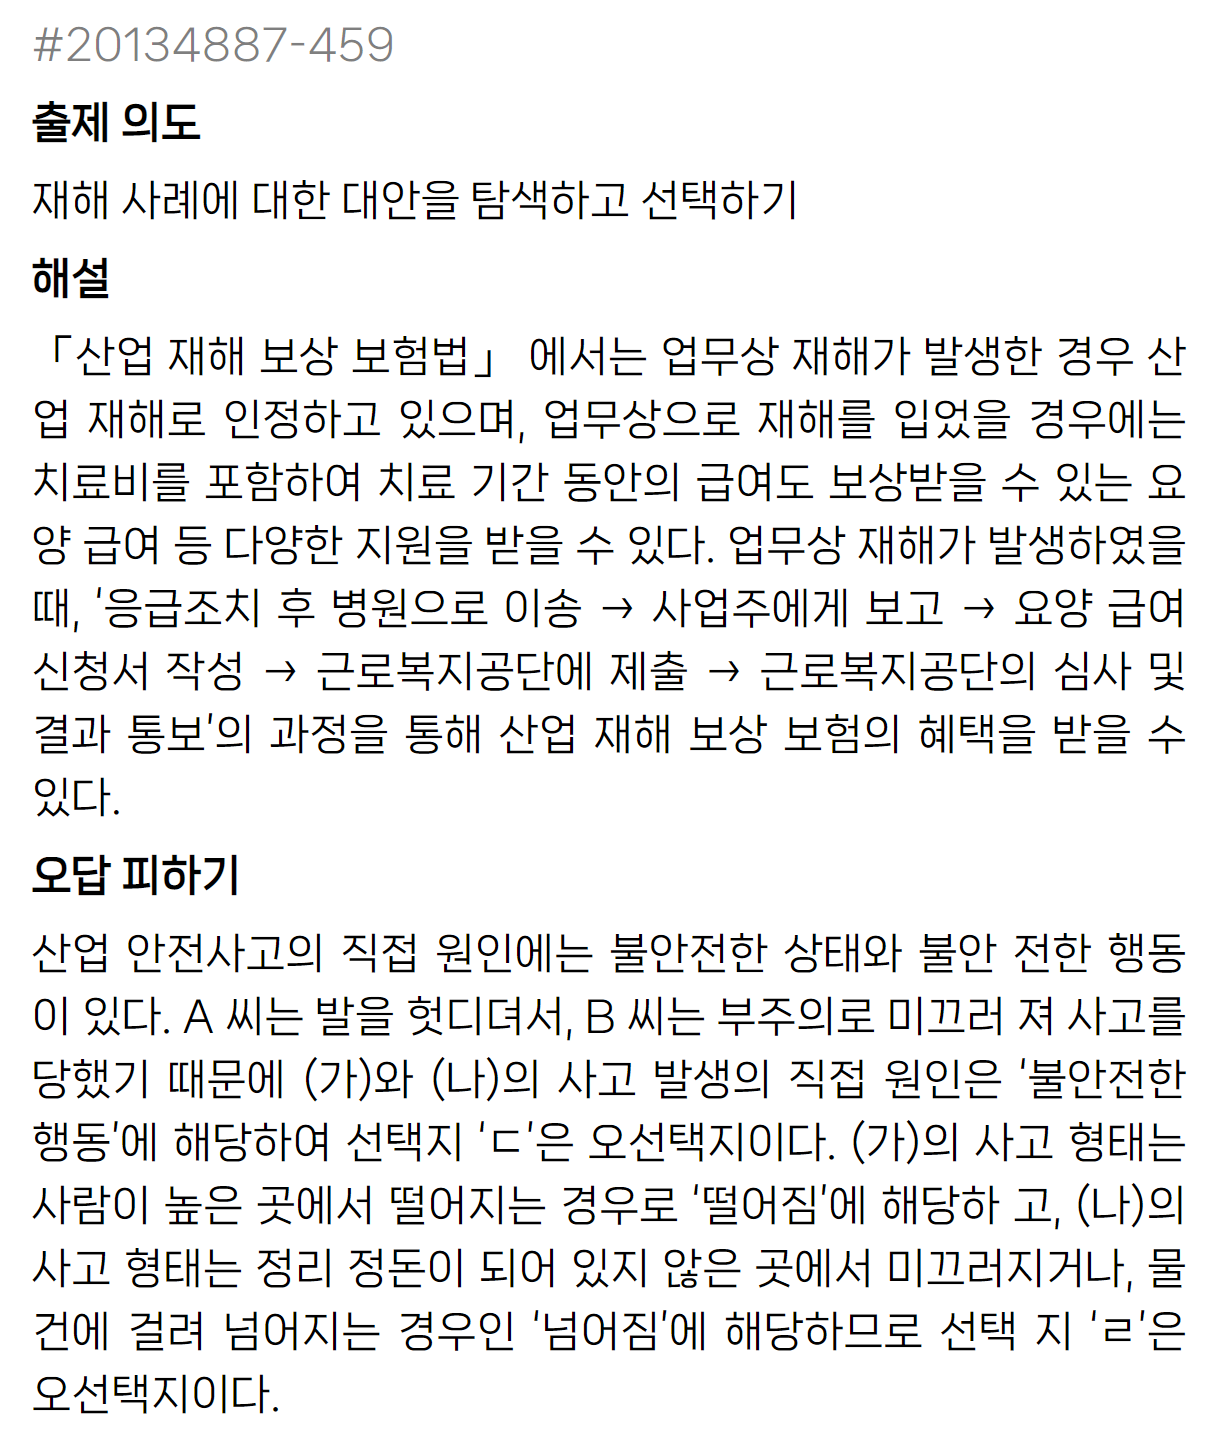 #20134887-459
출제 의도
재해 사례에 대한 대안을 탐색하고 선택하기
해설
「산업 재해 보상 보험법」 에서는 업무상 재해가 발생한 경우 산
업 재해로 인정하고 있으며, 업무상으로 재해를 입었을 경우에는
치료비를 포함하여 치료 기간 동안의 급여도 보상받을 수 있는 요
양 급여 등 다양한 지원을 받을 수 있다. 업무상 재해가 발생하였을
때, '응급조치 후 병원으로 이송 → 사업주에게 보고 → 요양 급여
신청서 작성 → 근로복지공단에 제출 → 근로복지공단의 심사 및
결과 통보'의 과정을 통해 산업 재해 보상 보험의 혜택을 받을 수
있다.
오답 피하기
산업 안전사고의 직접 원인에는 불안전한 상태와 불안 전한 행동
이 있다. A 씨는 발을 헛디뎌서, B 씨는 부주의로 미끄러 져 사고를
당했기 때문에 (가)와 (나)의 사고 발생의 직접 원인은 '불안전한
행동'에 해당하여 선택지 'ㄷ'은 오선택지이다. (가)의 사고 형태는
사람이 높은 곳에서 떨어지는 경우로 '떨어짐'에 해당하 고, (나)의
사고 형태는 정리 정돈이 되어 있지 않은 곳에서 미끄러지거나, 물
건에 걸려 넘어지는 경우인 '넘어짐'에 해당하므로 선택 지 'ㄹ'은
오선택지이다.